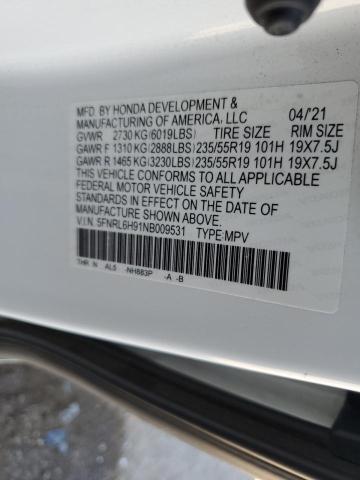 MFD. BY HONDA DEVELOPMENT &
MANUFACTURING OF AMERICA, LLC 04/'21
GVWR 2730 KG (6019LBS) TIRE SIZE RIM SIZE
GAWR F 1310 KG (2888LBS) 235/55R19 101H 19X7.5J
GAWR R 1465 KG(3230LBS) 235/55R19 101H 19X7.5J
THIS VEHICLE CONFORMS TO ALL APPLICABLE
FEDERAL MOTOR VEHICLE SAFETY
STANDARDS IN EFFECT ON THE DATE
OF MANUFACTURE SHOWN ABOVE.
V.I.N. 5FNRL6H91NB009531 TYPE:MPV
THR N AL5 -NH883P -A -B